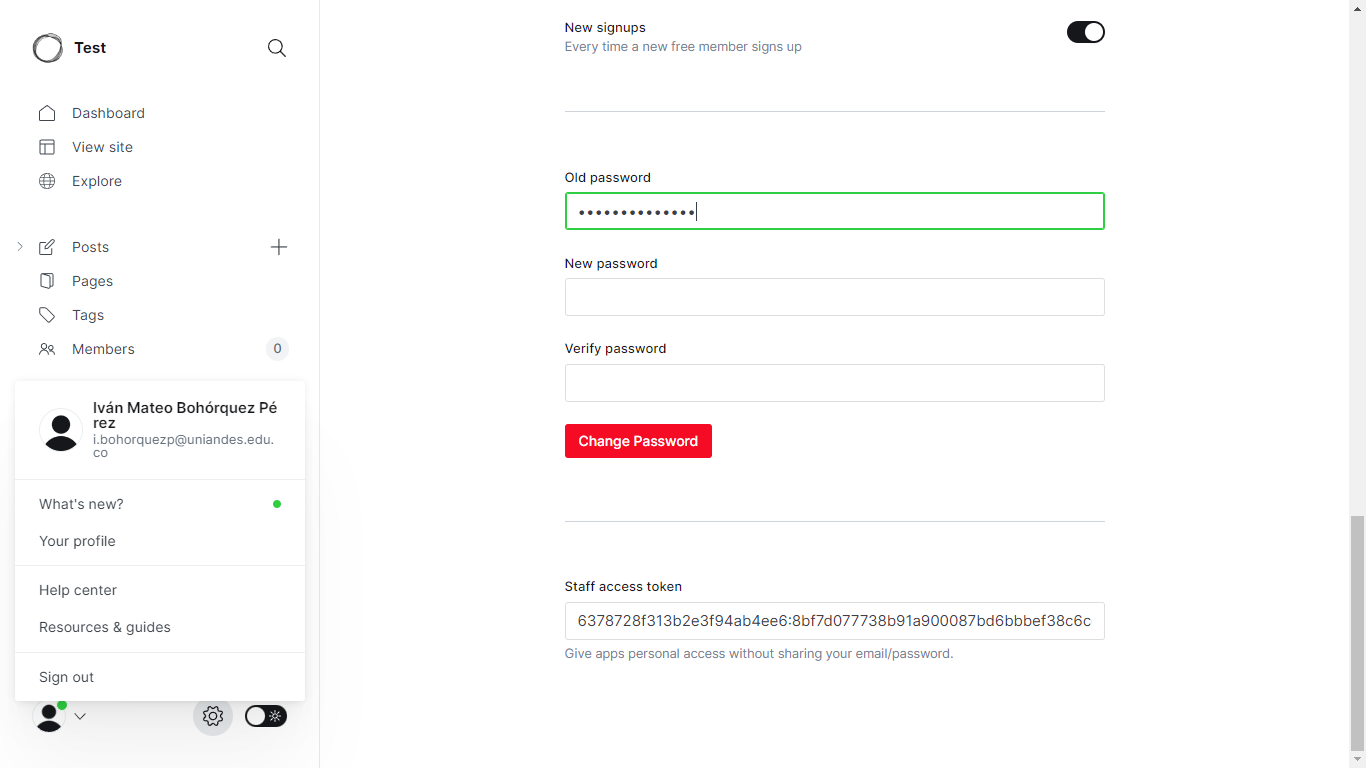 Test
Dashboard
View site
Explore
Posts
Pages
Tags
Members
0
Iván Mateo Bohórquez Pé
rez
i.bohorquezp@uniandes.edu.
co
What's new?
Your profile
Help center
Resources & guides
Sign out
New signups
Every time a new free member signs up
Old password
••••••••••••••
New password
Verify password
Change Password
Staff access token
6378728f313b2e3f94ab4ee6:8bf7d077738b91a900087bd6bbbef38c6c
Give apps personal access without sharing your email/password.